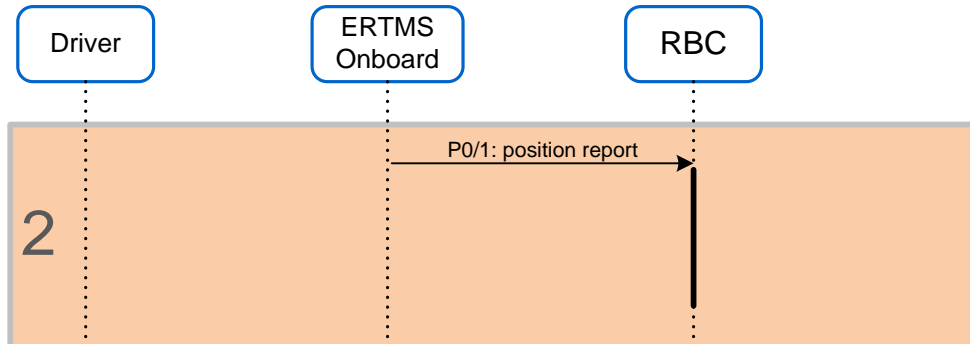 Driver
ERTMS
Onboard
RBC
P0/1: position report
2